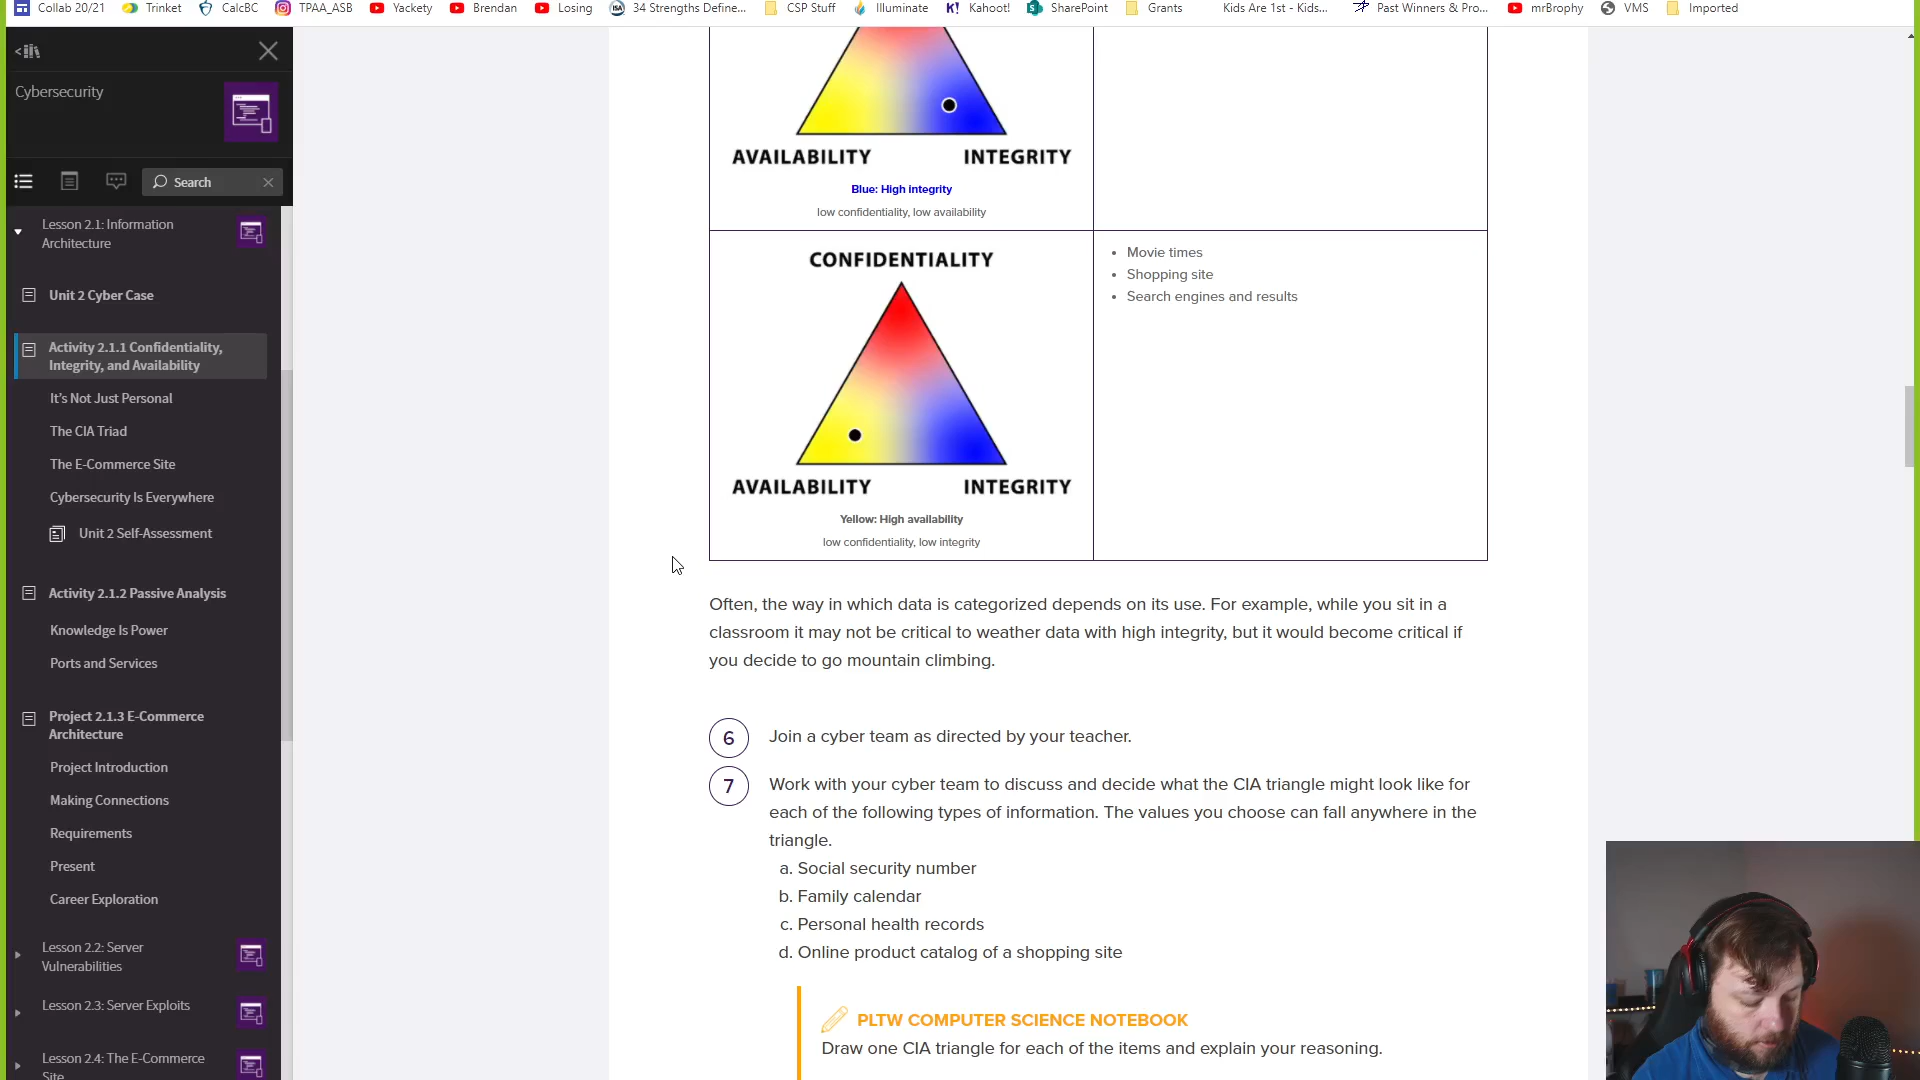 Collab 20/21 Trinket CalcBC TPAA_ASB Yackety Brendan Losing 34 Strengths Define... CSP Stuff Illuminate Kahoot! SharePoint Grants Kids Are 1st - Kids... Past Winners & Pro... mrBrophy VMS Imported
Cybersecurity
Search
Lesson 2.1: Information
Architecture
Unit 2 Cyber Case
Activity 2.1.1 Confidentiality,
Integrity, and Availability
It's Not Just Personal
The CIA Triad
The E-Commerce Site
Cybersecurity Is Everywhere
Unit 2 Self-Assessment
Activity 2.1.2 Passive Analysis
Knowledge Is Power
Ports and Services
Project 2.1.3 E-Commerce
Architecture
Project Introduction
Making Connections
Requirements
Present
Career Exploration
Lesson 2.2: Server
Vulnerabilities
Lesson 2.3: Server Exploits
Lesson 2.4: The E-Commerce
Site
AVAILABILITY INTEGRITY
Blue: High integrity
low confidentiality, low availability
CONFIDENTIALITY
AVAILABILITY INTEGRITY
Yellow: High availability
low confidentiality, low integrity
• Movie times
• Shopping site
• Search engines and results
Often, the way in which data is categorized depends on its use. For example, while you sit in a
classroom it may not be critical to weather data with high integrity, but it would become critical if
you decide to go mountain climbing.
6 Join a cyber team as directed by your teacher.
7 Work with your cyber team to discuss and decide what the CIA triangle might look like for
each of the following types of information. The values you choose can fall anywhere in the
triangle.
a. Social security number
b. Family calendar
c. Personal health records
d. Online product catalog of a shopping site
PLTW COMPUTER SCIENCE NOTEBOOK
Draw one CIA triangle for each of the items and explain your reasoning.